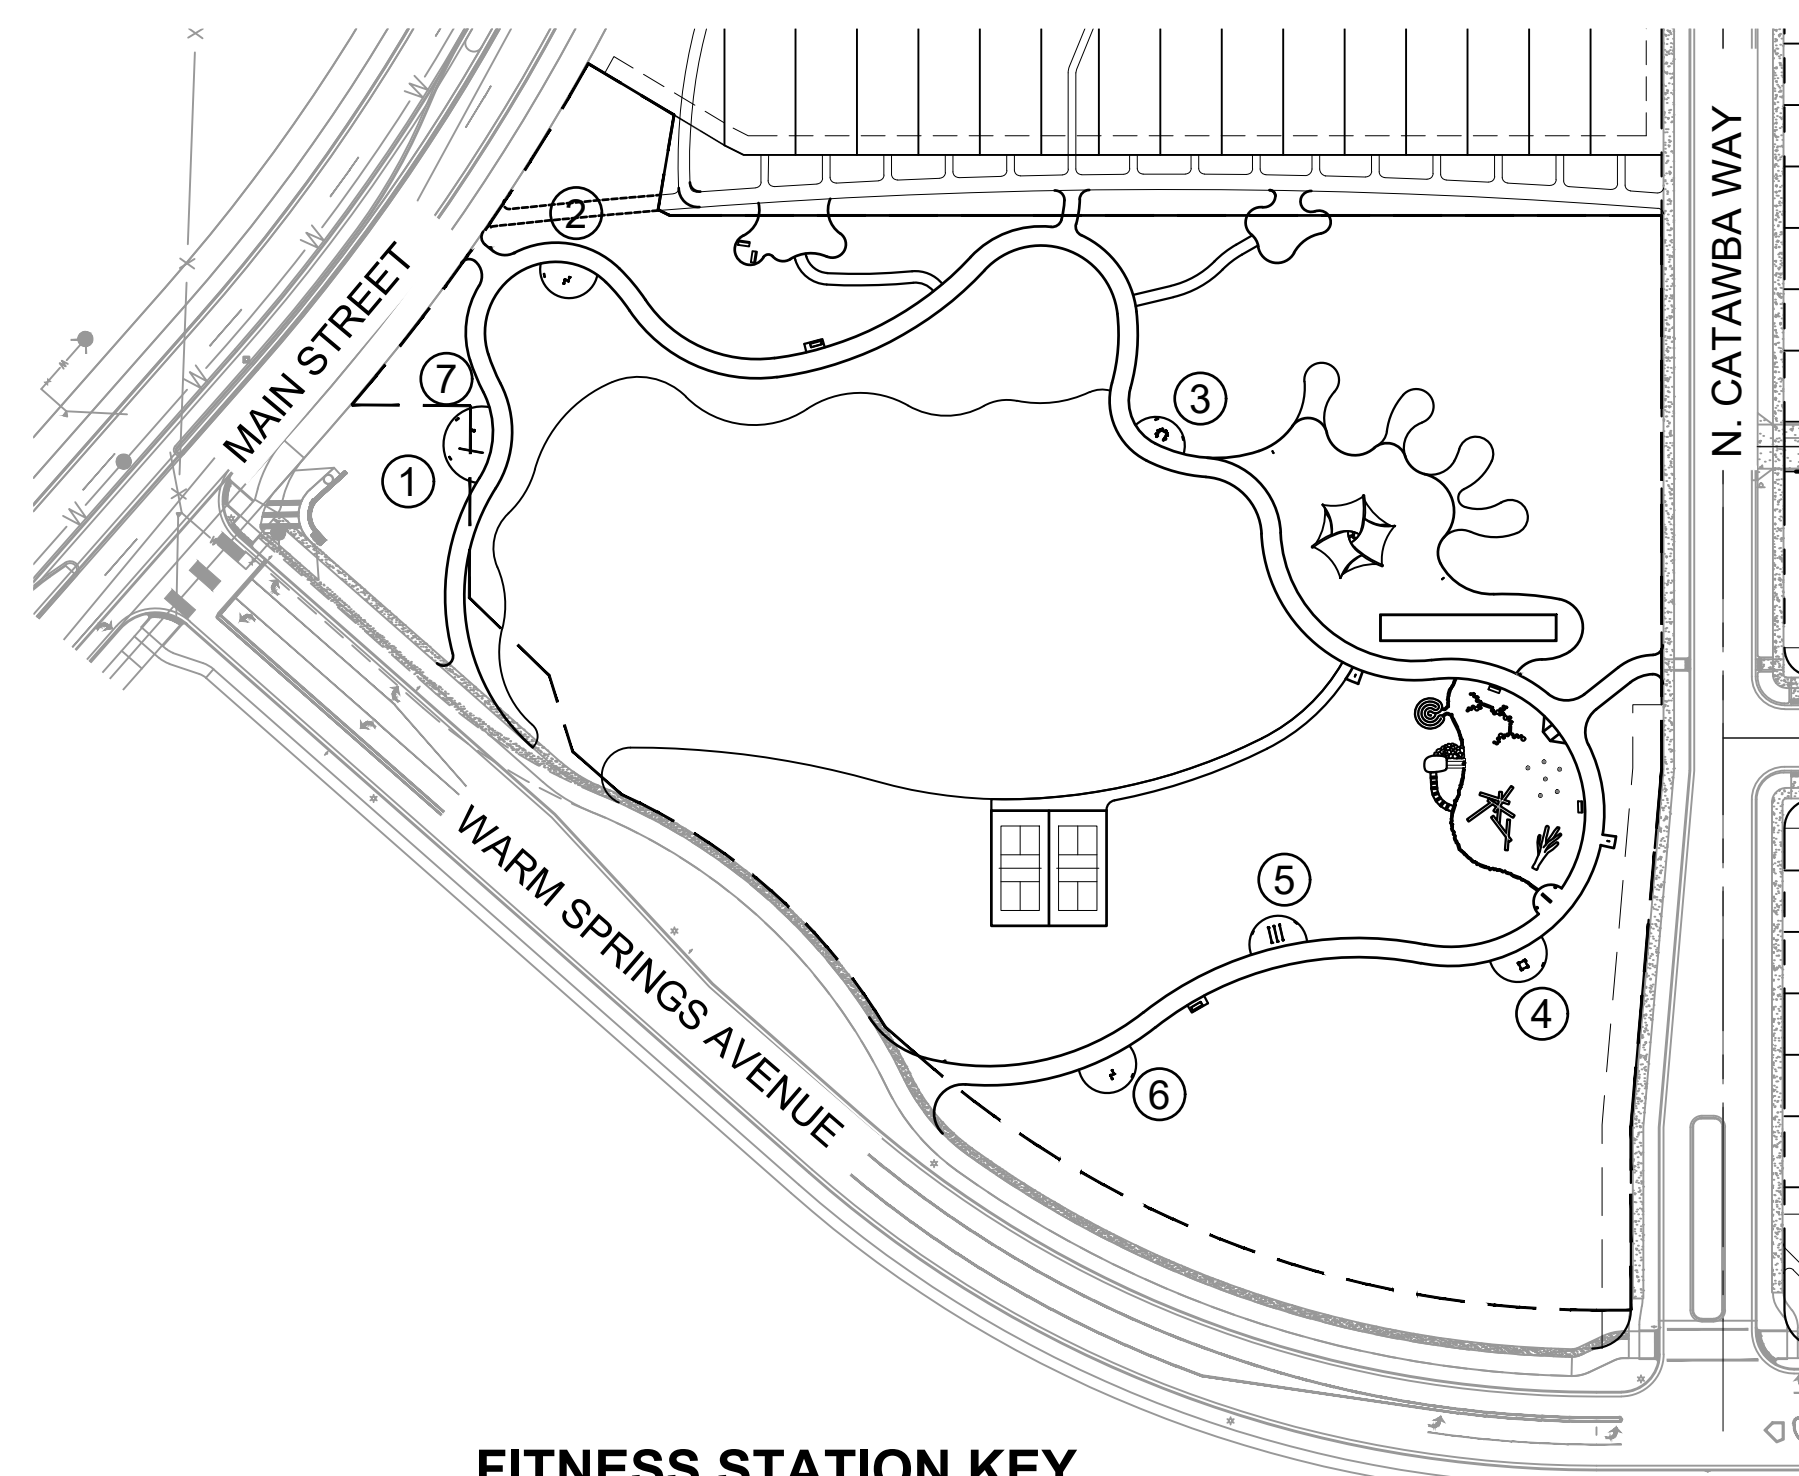 W
X
W
X
W
X
W
MAIN STREET
N. CATAWBA WAY
2
7
3
1
5
4
6
WARM SPRINGS AVENUE
FITNESS STATION KEY